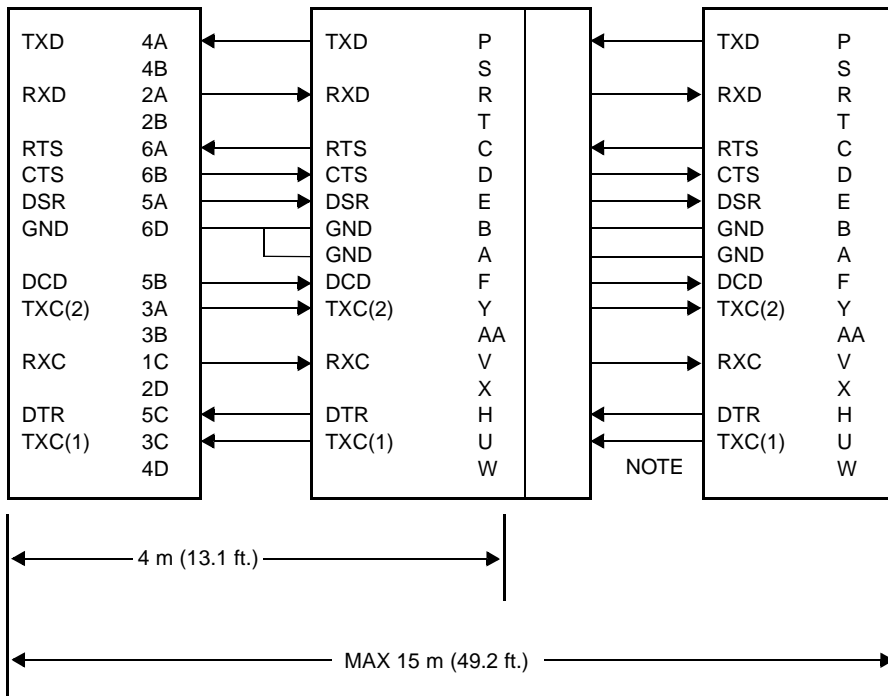 TXD 4A TXD P TXD P
4B S S
RXD 2A RXD R RXD R
2B T T
RTS 6A RTS C RTS C
CTS 6B CTS D CTS D
DSR 5A DSR E DSR E
GND 6D GND B GND B
GND A GND A
DCD 5B DCD F DCD F
TXC(2) 3A TXC(2) Y TXC(2) Y
3B AA AA
RXC 1C RXC V RXC V
2D X X
DTR 5C DTR H DTR H
TXC(1) 3C TXC(1) U TXC(1) U
4D W NOTE W
4 m (13.1 ft.)
MAX 15 m (49.2 ft.)